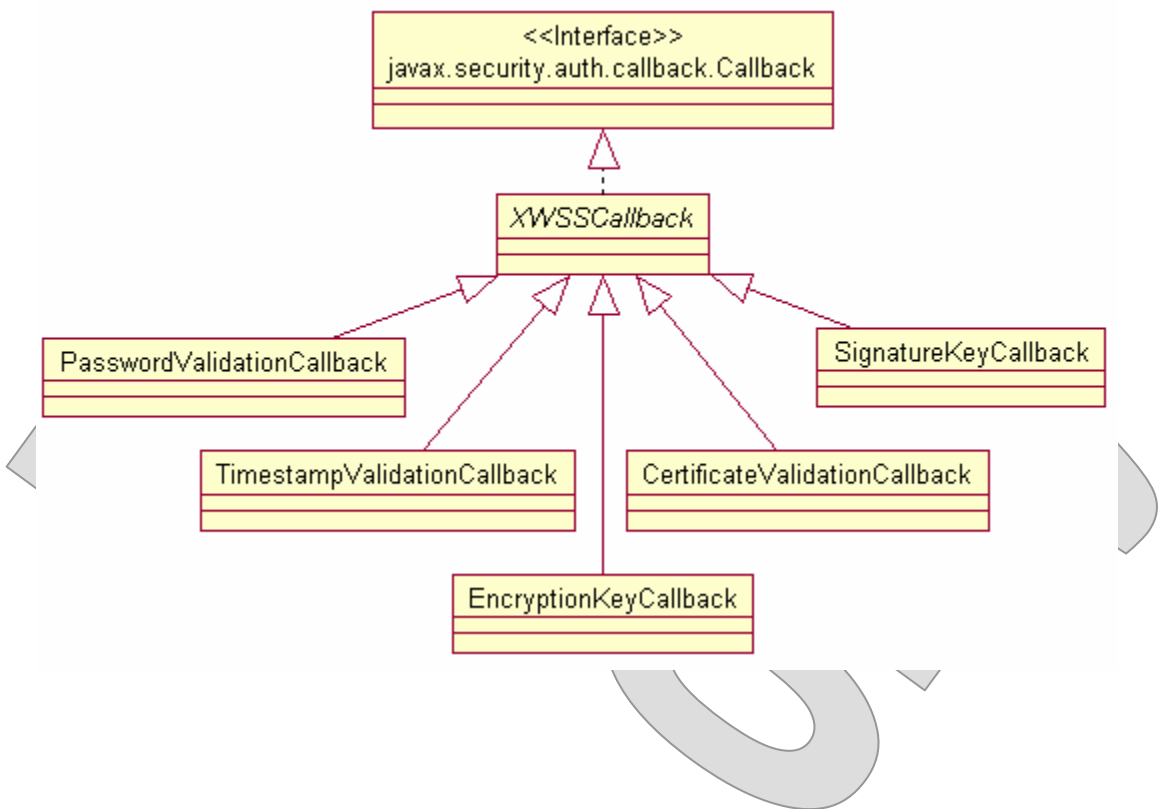 <<Interface>>
javax.security.auth.callback.Callback
XWSSCallback
PasswordValidationCallback
SignatureKeyCallback
TimestampValidationCallback
CertificateValidationCallback
EncryptionKeyCallback